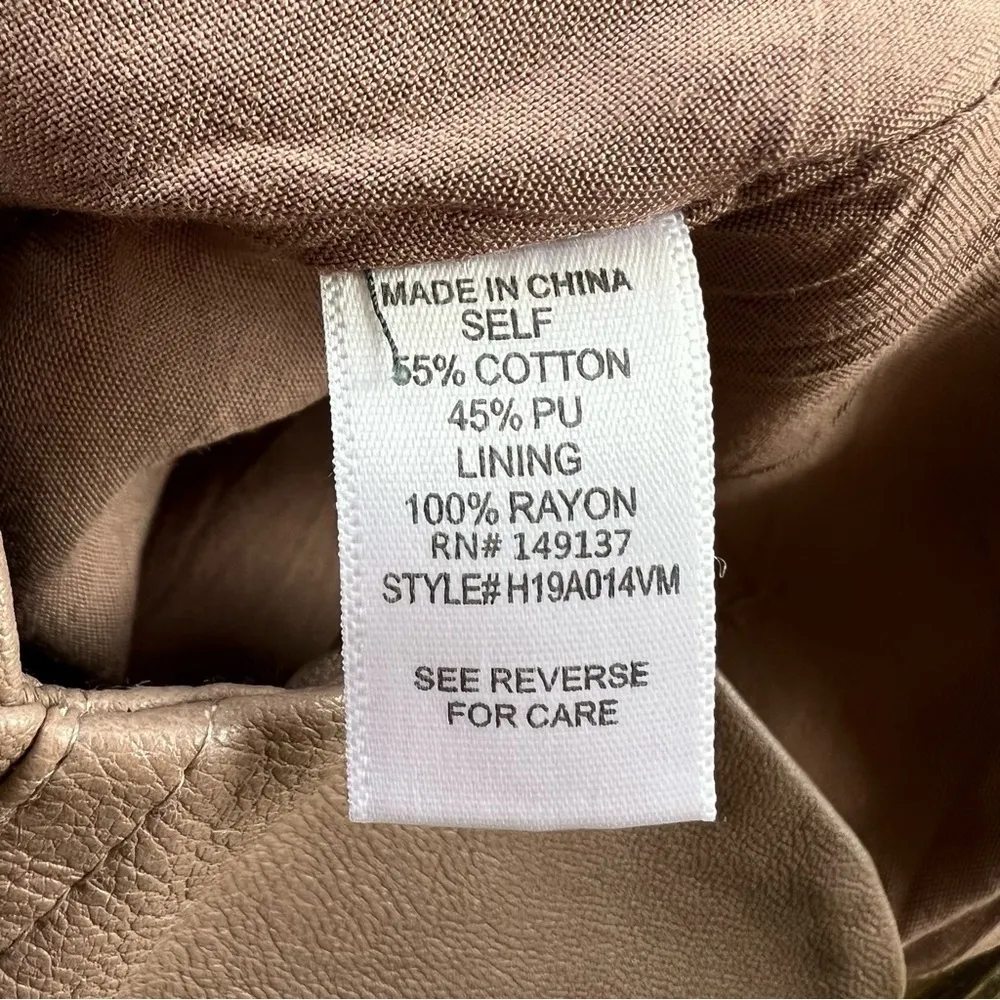 MADE IN CHINA
SELF
55% COTTON
45% PU
LINING
100% RAYON
RN# 149137
STYLE# H19A014VM
SEE REVERSE
FOR CARE